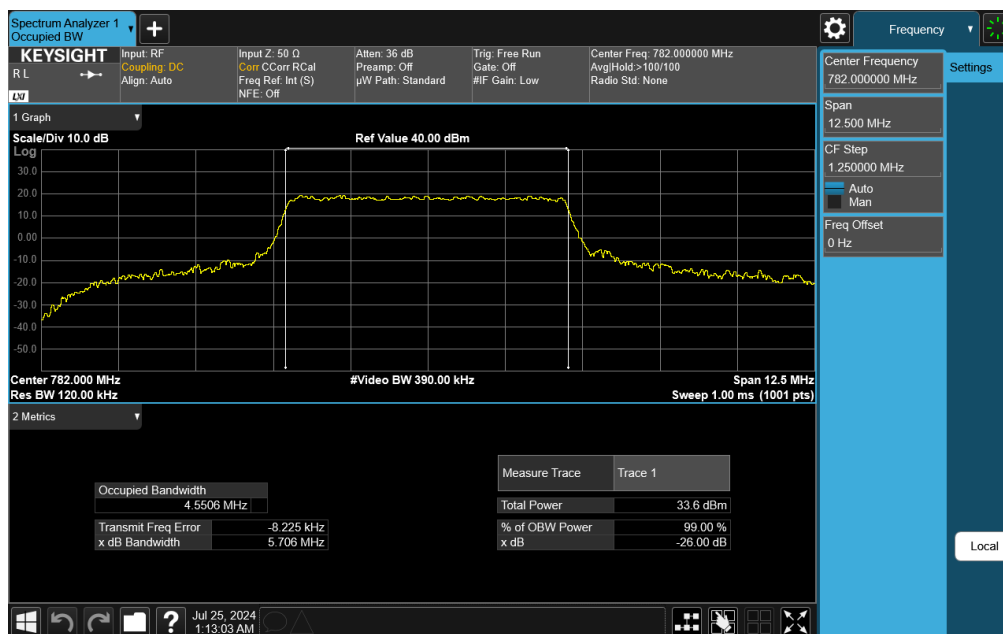 Spectrum Analyzer 1
Occupied BW
Frequency
KEYSIGHT
R L
LXI
Input: RF
Coupling: DC
Align: Auto
Input Z: 50 Ω
Corr CCorr RCal
Freq Ref: Int (S)
NFE: Off
Atten: 36 dB
Preamp: Off
µW Path: Standard
Trig: Free Run
Gate: Off
#IF Gain: Low
Center Freq: 782.000000 MHz
Avg|Hold:>100/100
Radio Std: None
Center Frequency
782.000000 MHz
Settings
Span
12.500 MHz
CF Step
1.250000 MHz
Auto
Man
Freq Offset
0 Hz
Local
1 Graph
Scale/Div 10.0 dB
Ref Value 40.00 dBm
Log
30.0
20.0
10.0
0.00
-10.0
-20.0
-30.0
-40.0
-50.0
Center 782.000 MHz
#Video BW 390.00 kHz
Span 12.5 MHz
Res BW 120.00 kHz
Sweep 1.00 ms (1001 pts)
2 Metrics
Occupied Bandwidth
4.5506 MHz
Transmit Freq Error -8.225 kHz
x dB Bandwidth 5.706 MHz
Measure Trace Trace 1
Total Power 33.6 dBm
% of OBW Power 99.00 %
x dB -26.00 dB
?
Jul 25, 2024
1:13:03 AM